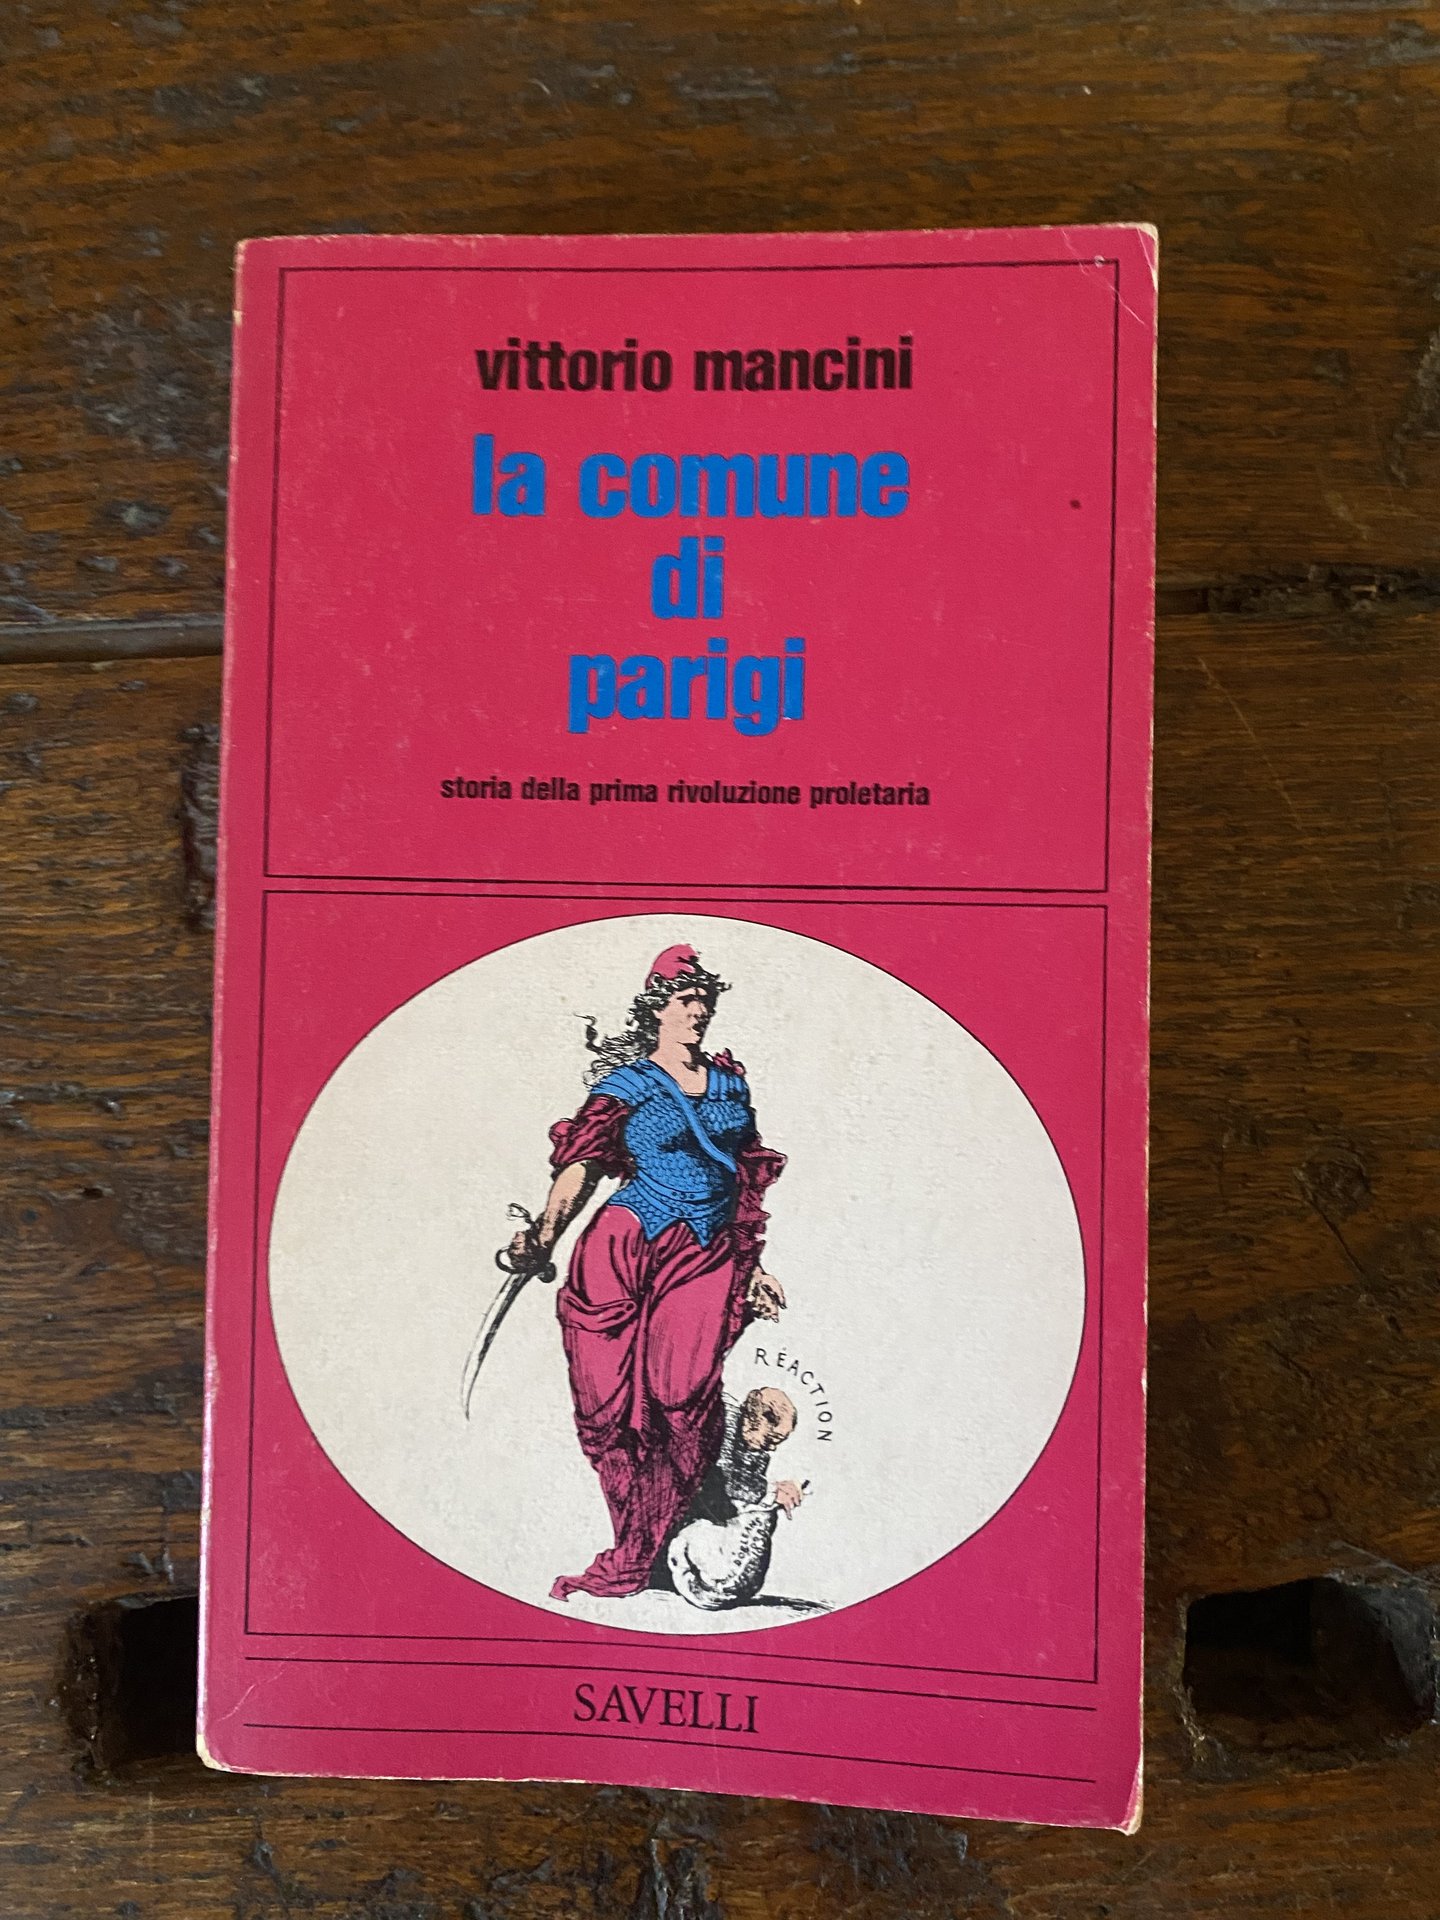 vittorio mancini
la comune
di
parigi
storia della prima rivoluzione proletaria
RÉACTION
SAVELLI